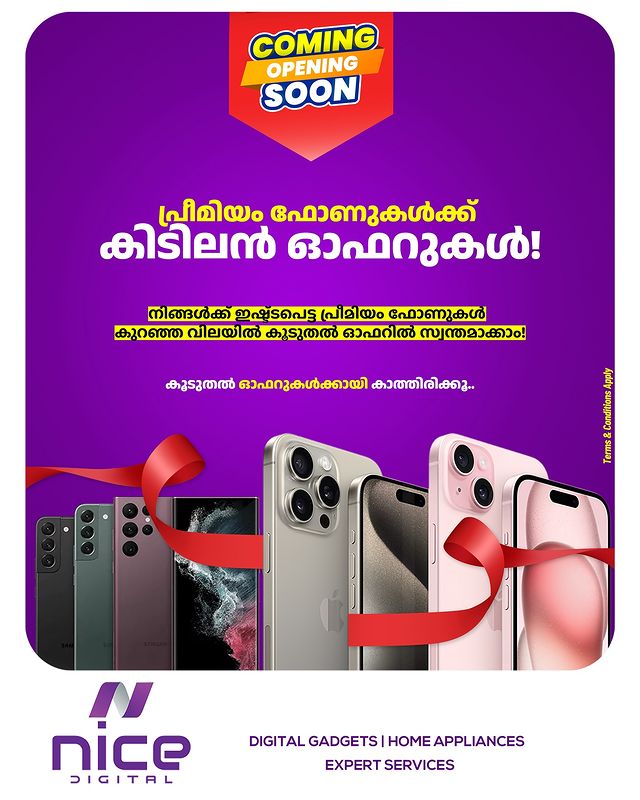 COMING
OPENING
SOON
പ്രീമിയം ഫോണുകൾക്ക്
കിടിലൻ ഓഫറുകൾ!
നിങ്ങൾക്ക് ഇഷ്ടപെട്ട പ്രീമിയം ഫോണുകൾ
കുറഞ്ഞ വിലയിൽ കൂടുതൽ ഓഫറിൽ സ്വന്തമാക്കാം!
കൂടുതൽ ഓഫറുകൾക്കായി കാത്തിരിക്കൂ..
Terms & Conditions Apply
nice
DIGITAL
DIGITAL GADGETS | HOME APPLIANCES
EXPERT SERVICES